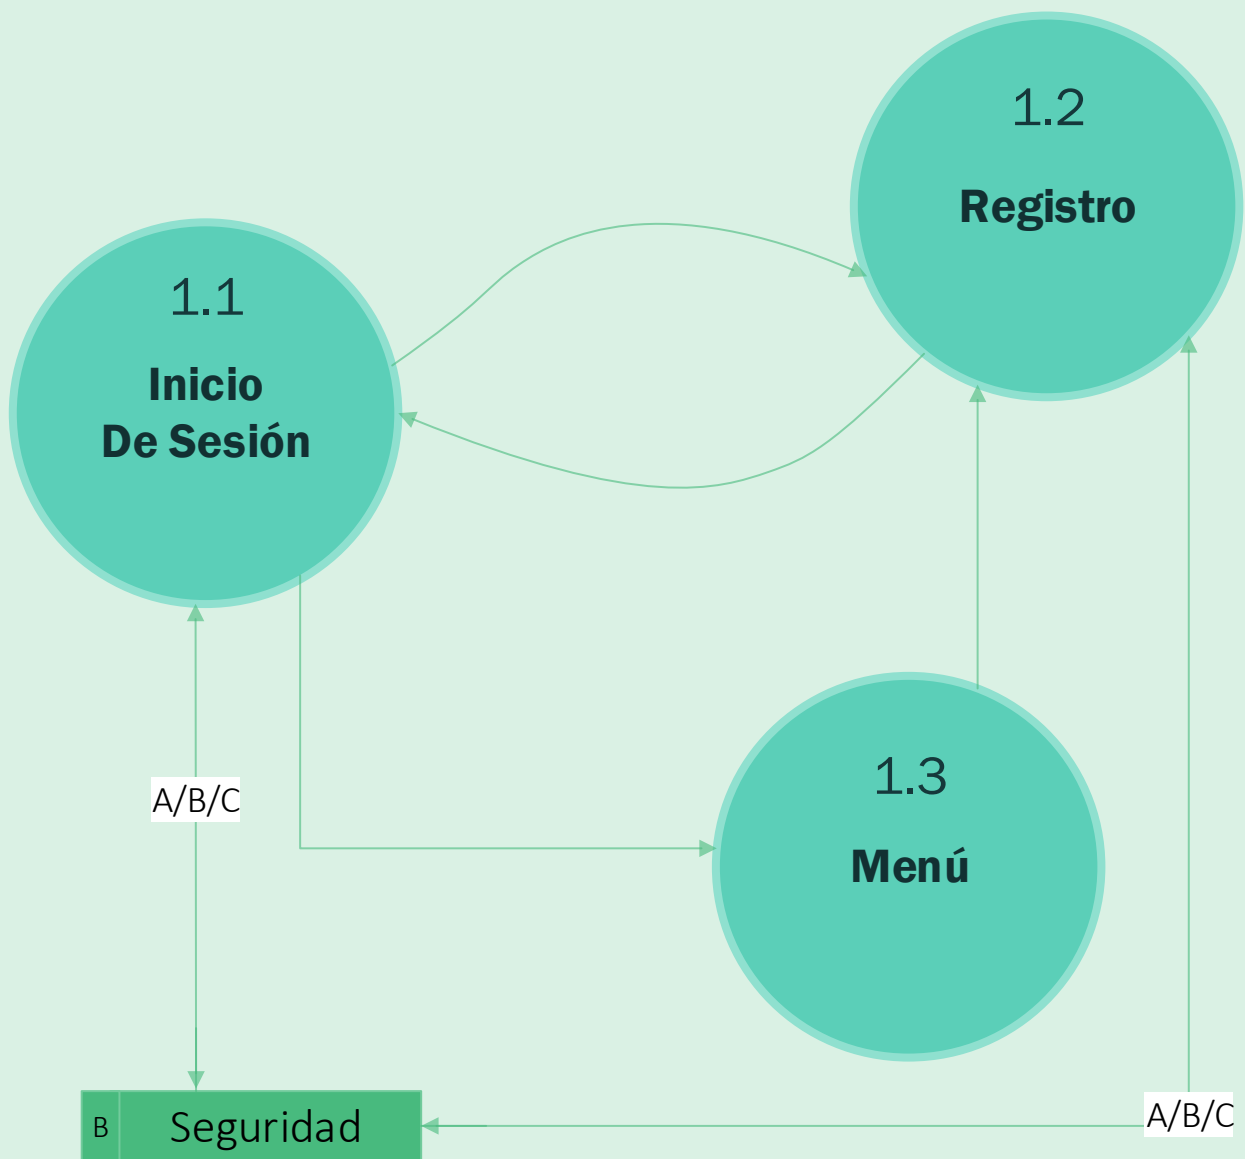 1.2
Registro
1.1
Inicio
De Sesión
1.3
Menú
A/B/C
A/B/C
B
Seguridad